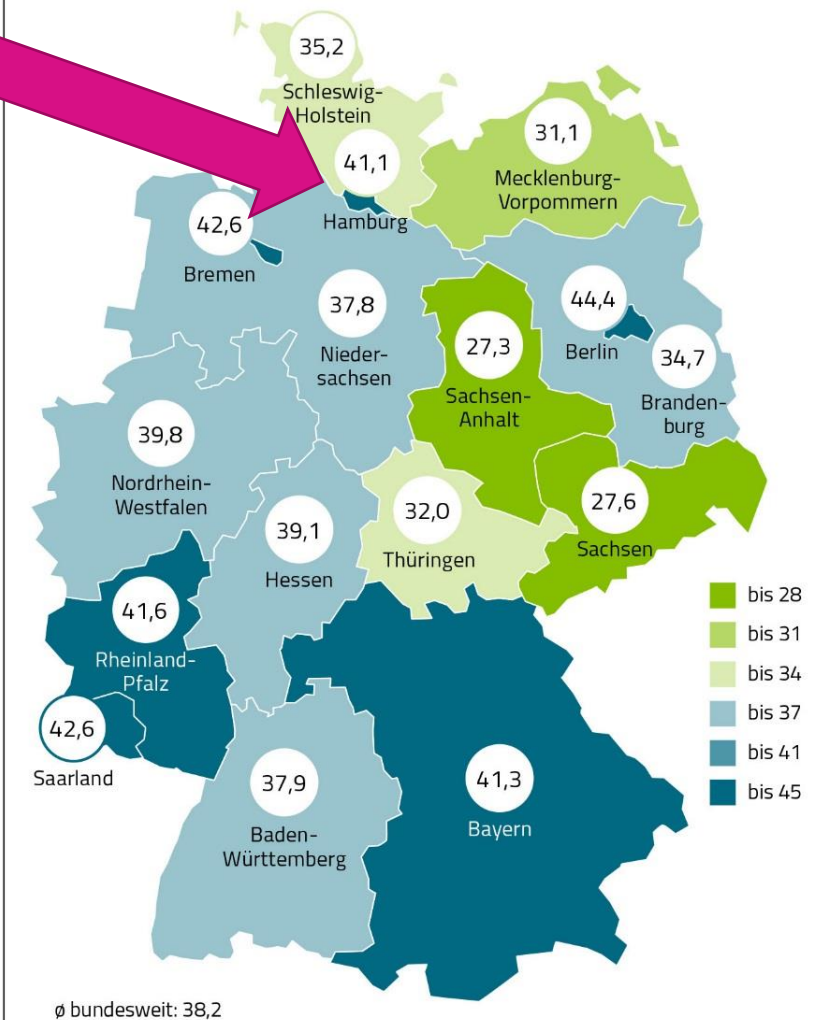 35,2
Schleswig-
Holstein
31,1
Mecklenburg-
Vorpommern
41,1
Hamburg
42,6
Bremen
37,8
Nieder-
sachsen
44,4
Berlin
34,7
Branden-
burg
27,3
Sachsen-
Anhalt
39,8
Nordrhein-
Westfalen
39,1
Hessen
32,0
Thüringen
27,6
Sachsen
41,6
Rheinland-
Pfalz
42,6
Saarland
37,9
Baden-
Württemberg
41,3
Bayern
bis 28
bis 31
bis 34
bis 37
bis 41
bis 45
ø bundesweit: 38,2